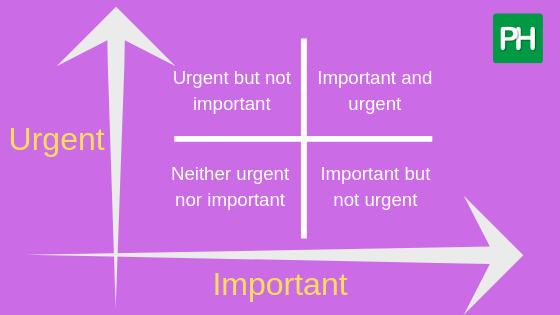 PH
Urgent but not
important
Important and
urgent
Urgent
Neither urgent
nor important
Important but
not urgent
Important